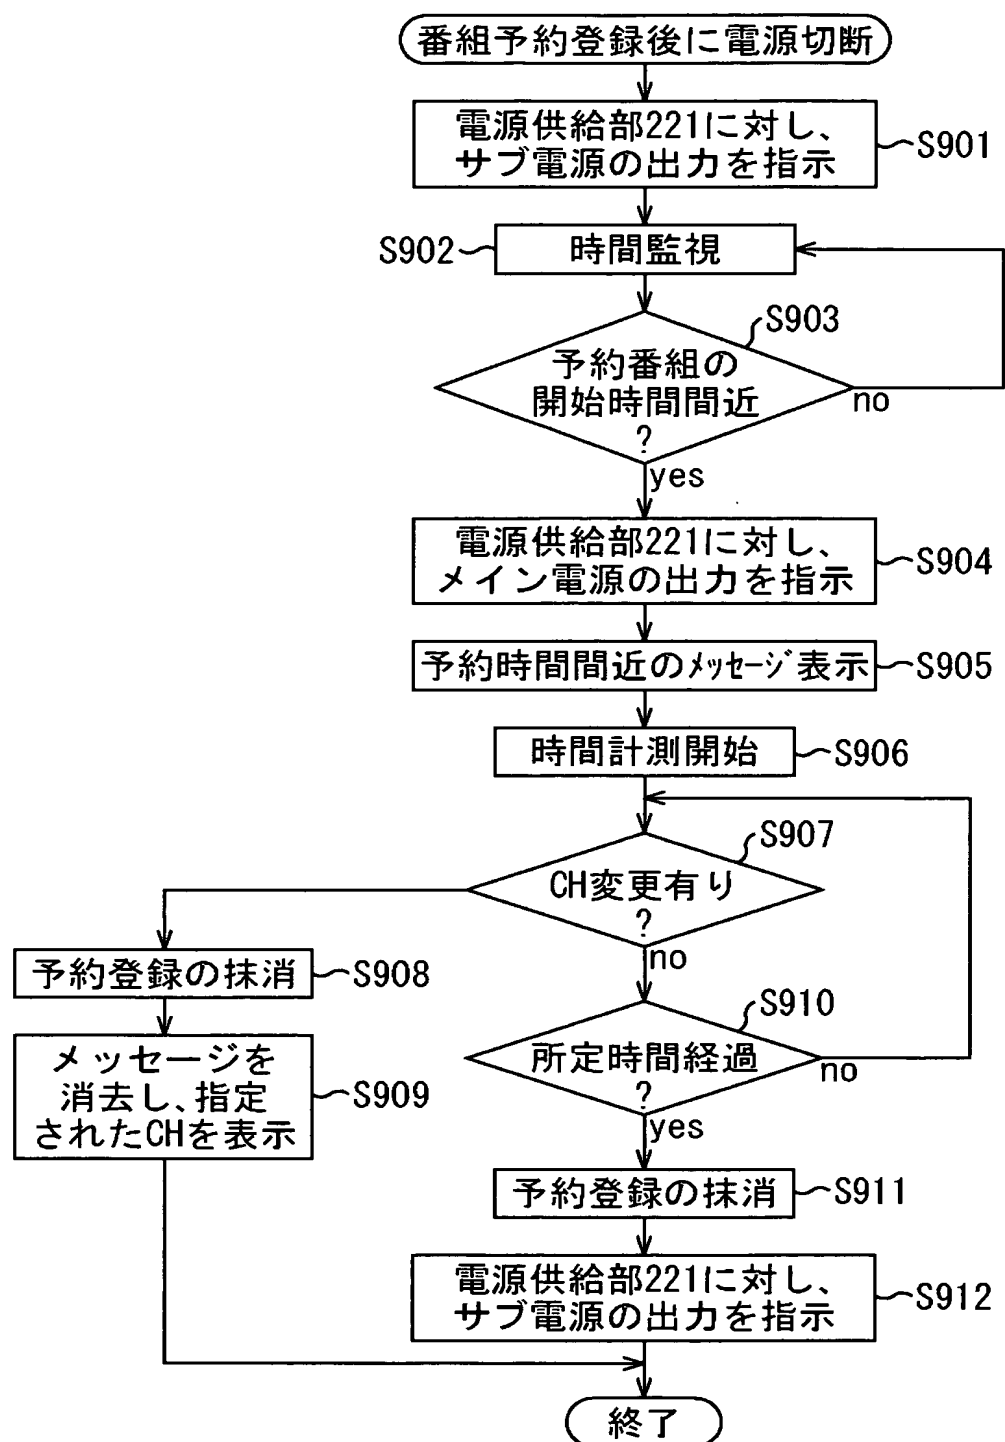 番組予約登録後に電源切断
電源供給部221に対し、
サブ電源の出力を指示
S901
S902
時間監視
S903
予約番組の
開始時間間近
?
no
yes
電源供給部221に対し、
メイン電源の出力を指示
S904
予約時間間近のメッセージ表示
S905
時間計測開始
S906
S907
CH変更有り
?
no
予約登録の抹消
S908
メッセージを
消去し、指定
されたCHを表示
S909
S910
所定時間経過
?
no
yes
予約登録の抹消
S911
電源供給部221に対し、
サブ電源の出力を指示
S912
終了